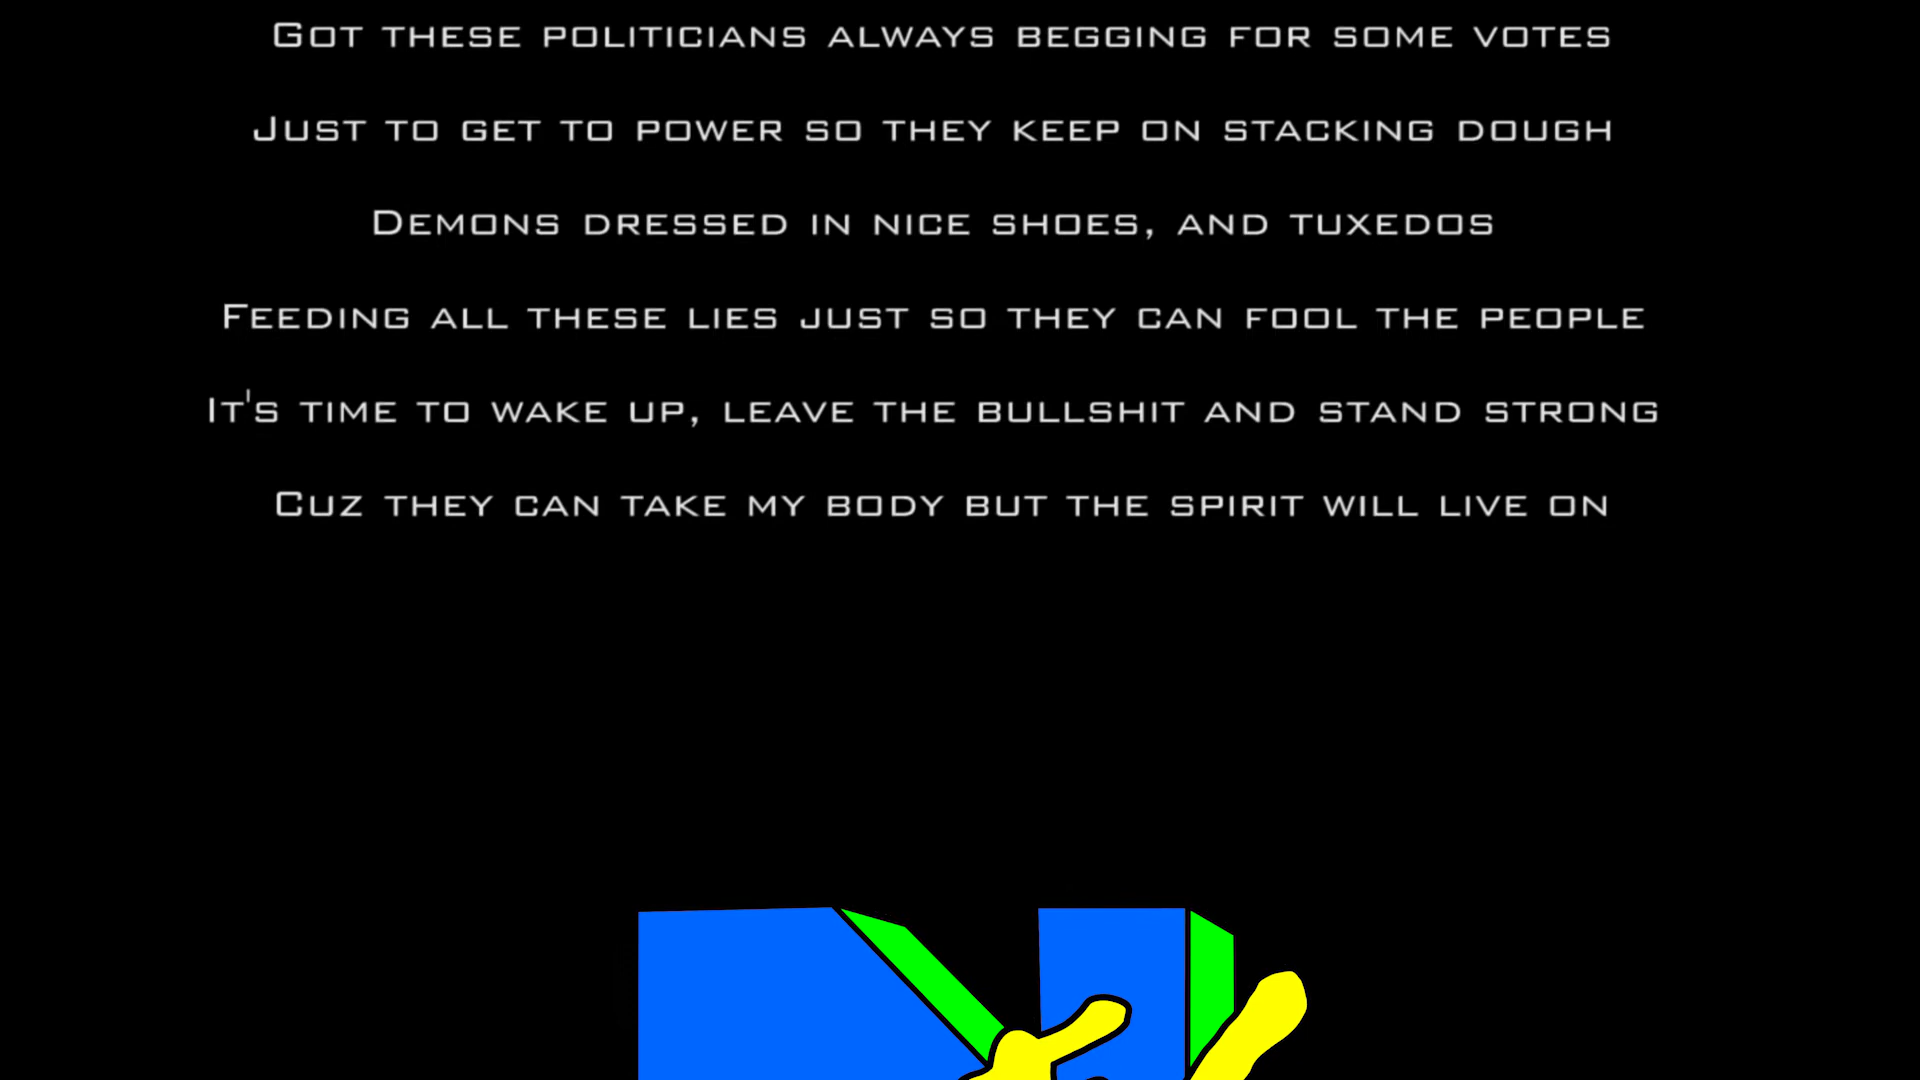 Got these politicians always begging for some votes
Just to get to power so they keep on stacking dough
Demons dressed in nice shoes, and tuxedos
Feeding all these lies just so they can fool the people
It's time to wake up, leave the bullshit and stand strong
Cuz they can take my body but the spirit will live on